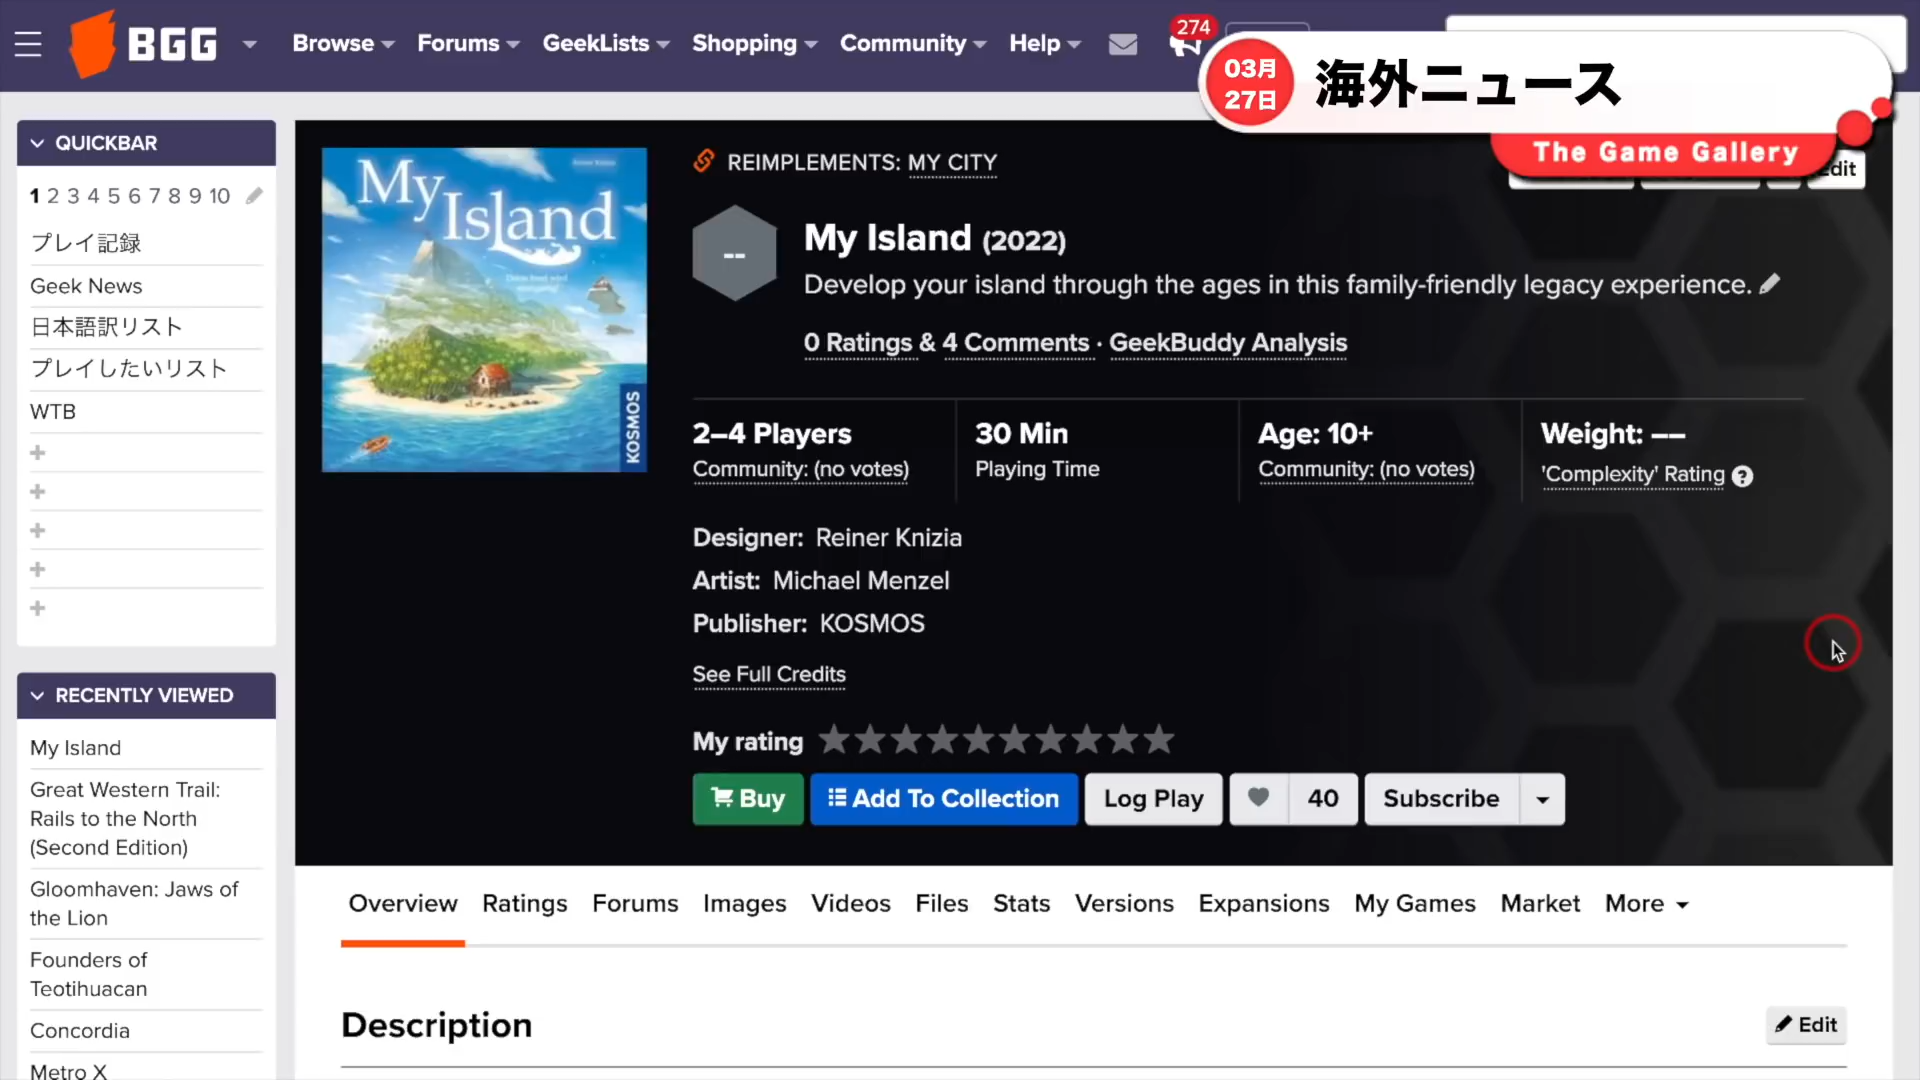 BGG
Browse
Forums
GeekLists
Shopping
Community
Help
274
03月
27日
海外ニュース
The Game Gallery
Edit
QUICKBAR
1 2 3 4 5 6 7 8 9 10
プレイ記録
Geek News
日本語訳リスト
プレイしたいリスト
WTB
RECENTLY VIEWED
My Island
Great Western Trail:
Rails to the North
(Second Edition)
Gloomhaven: Jaws of
the Lion
Founders of
Teotihuacan
Concordia
Metro X
My
Island
KOSMOS
REIMPLEMENTS: MY CITY
--
My Island (2022)
Develop your island through the ages in this family-friendly legacy experience.
0 Ratings & 4 Comments · GeekBuddy Analysis
2–4 Players
Community: (no votes)
30 Min
Playing Time
Age: 10+
Community: (no votes)
Weight: --
'Complexity' Rating ?
Designer: Reiner Knizia
Artist: Michael Menzel
Publisher: KOSMOS
See Full Credits
My rating
Buy
Add To Collection
Log Play
40
Subscribe
Overview
Ratings
Forums
Images
Videos
Files
Stats
Versions
Expansions
My Games
Market
More
Description
Edit